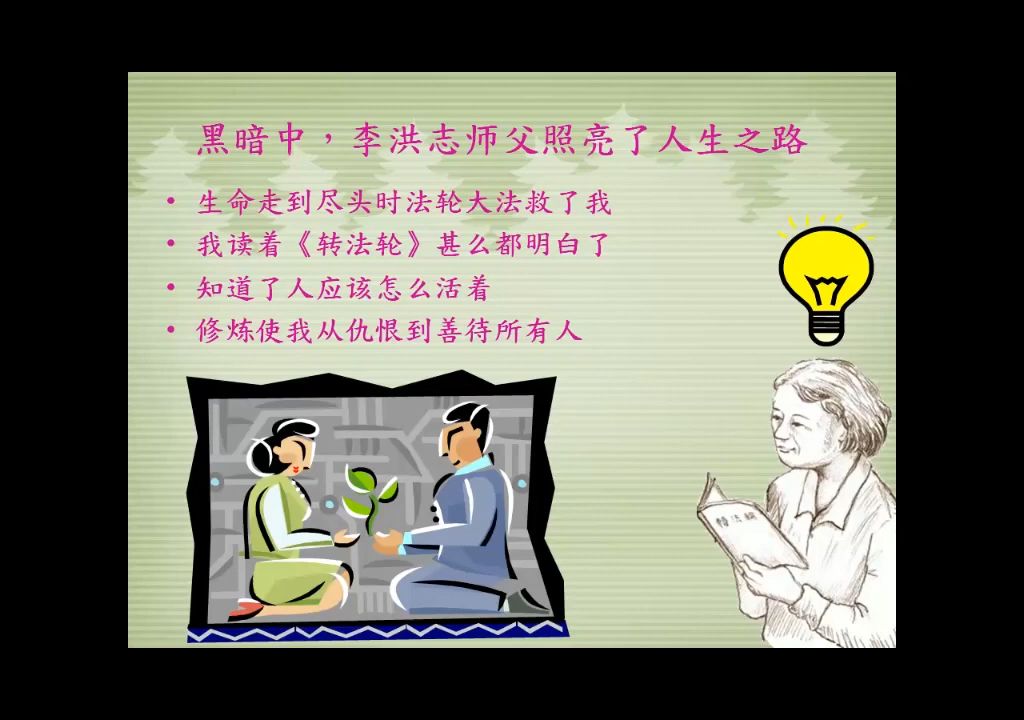 黑暗中，李洪志师父照亮了人生之路
• 生命走到尽头时法轮大法救了我
• 我读着《转法轮》甚么都明白了
• 知道了人应该怎么活着
• 修炼使我从仇恨到善待所有人
轉法輪